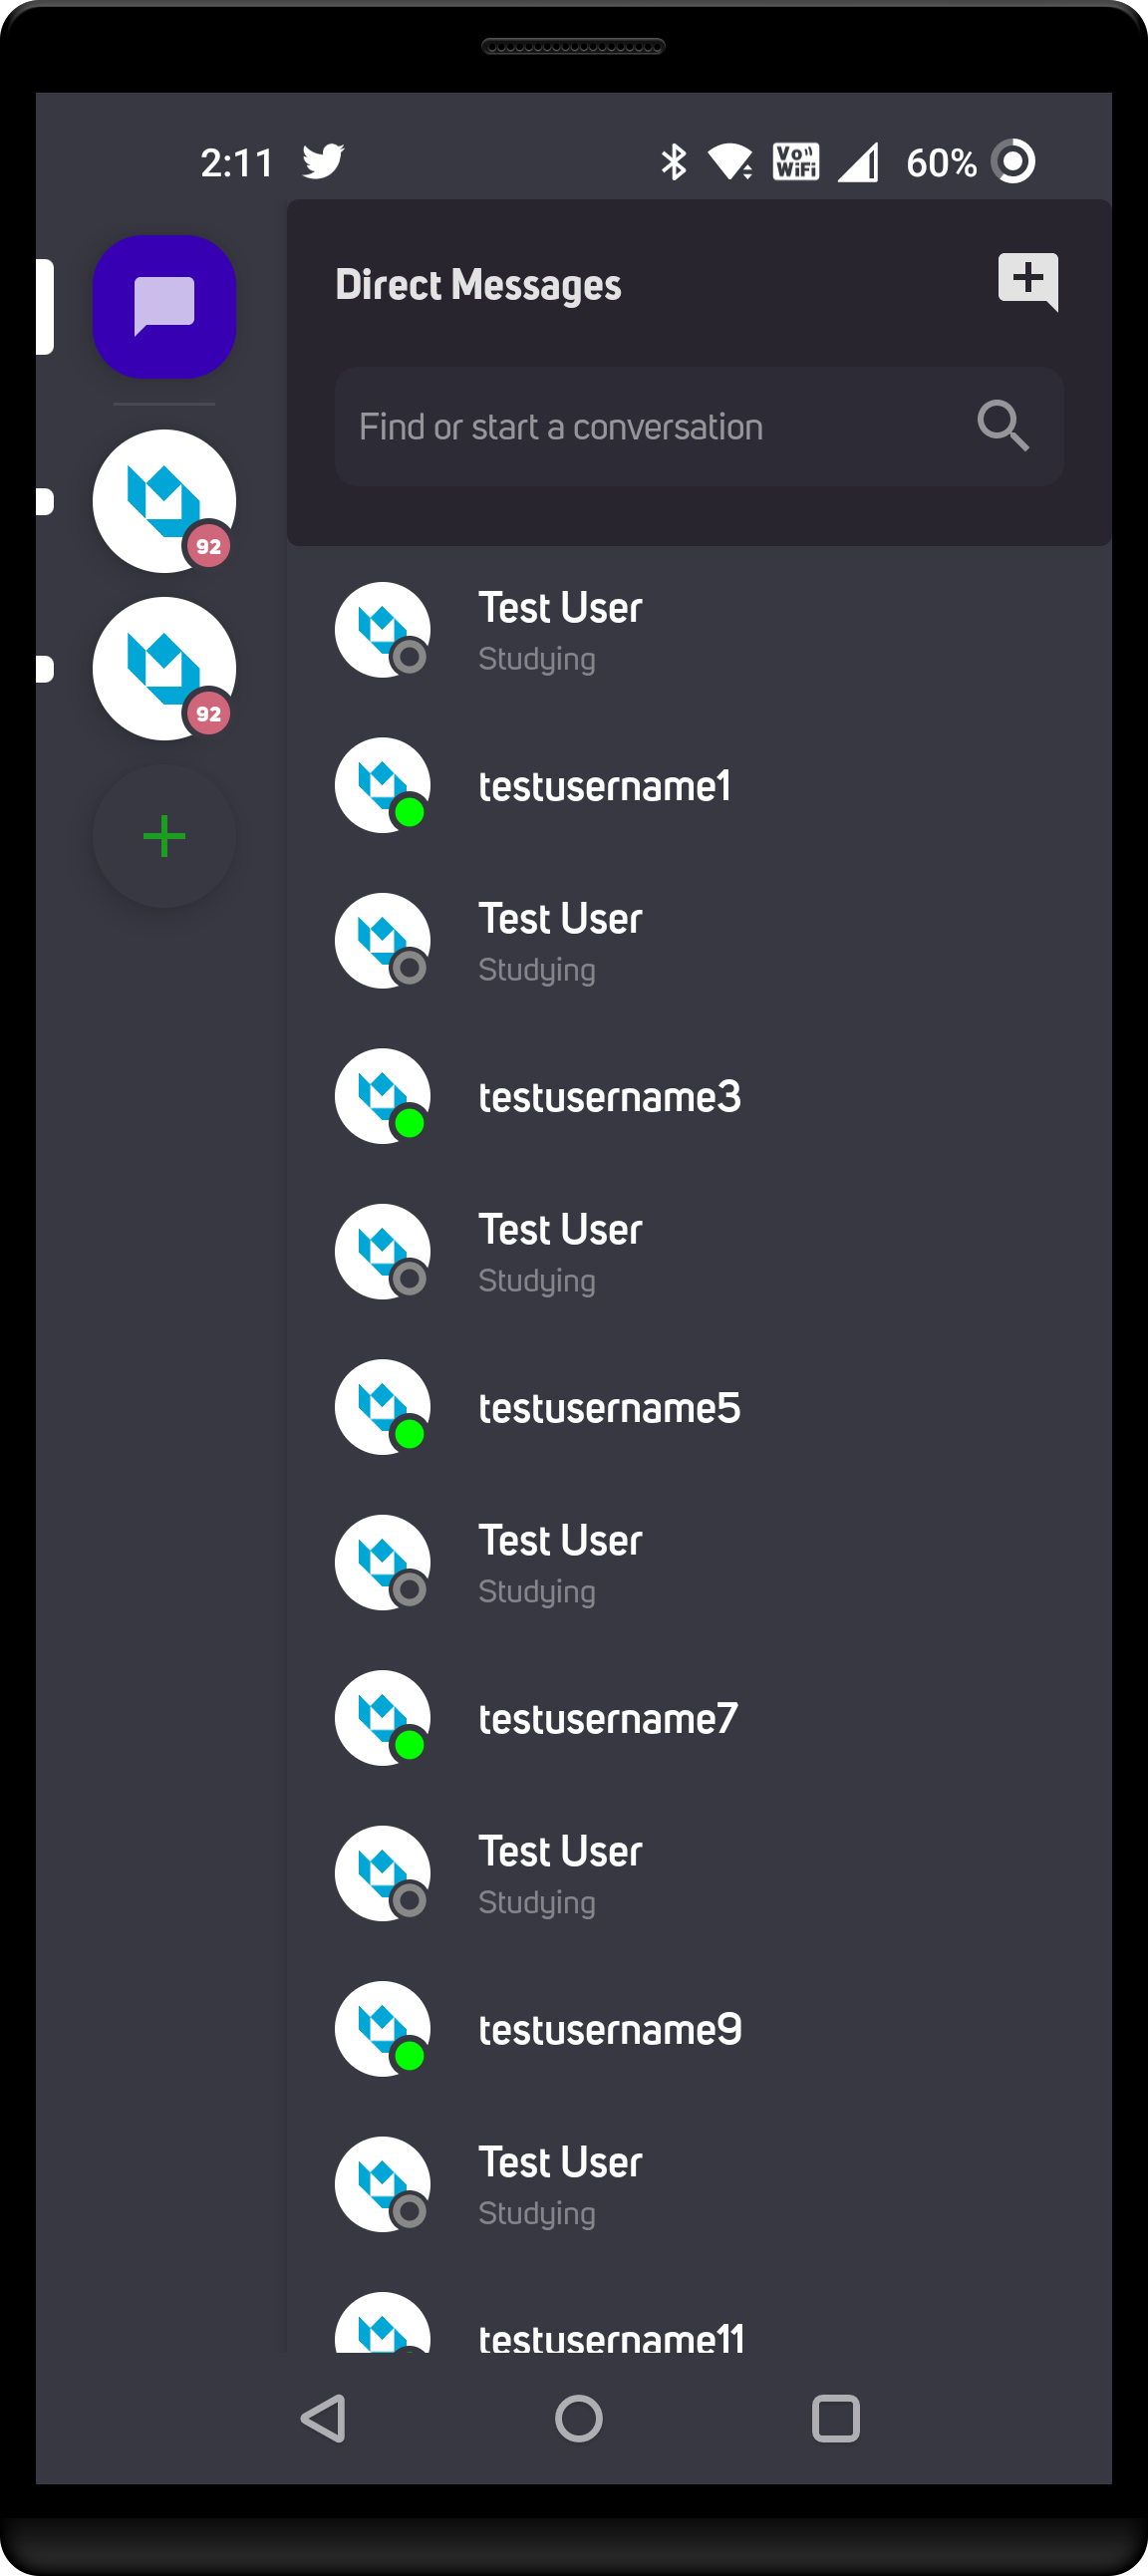 2:11
Vo WiFi
60%
Direct Messages
Find or start a conversation
92
92
Test User
Studying
testusername1
Test User
Studying
testusername3
Test User
Studying
testusername5
Test User
Studying
testusername7
Test User
Studying
testusername9
Test User
Studying
testusername11